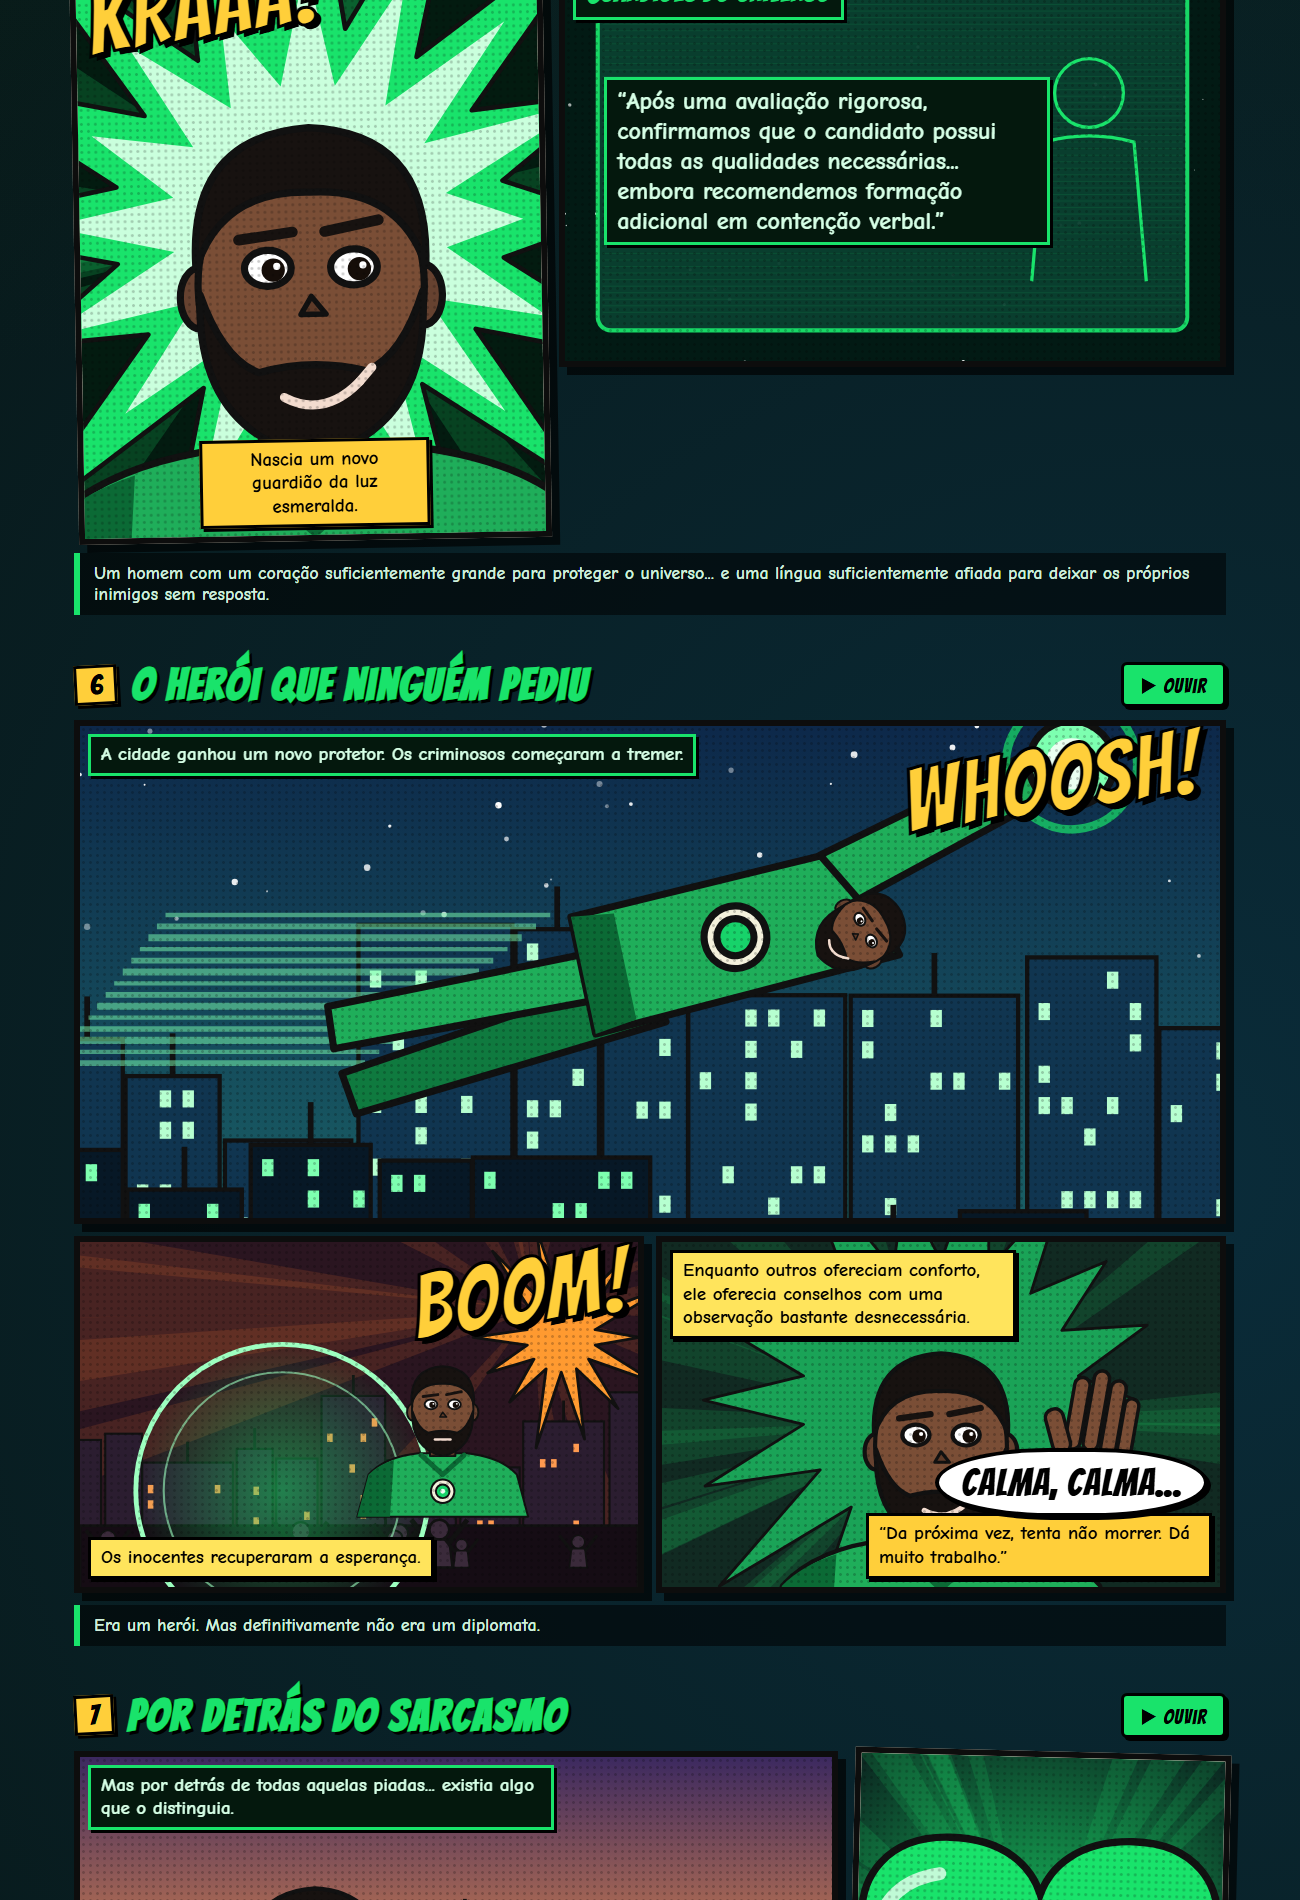 KRAAA!
“Após uma avaliação rigorosa,
confirmamos que o candidato possui
todas as qualidades necessárias...
embora recomendemos formação
adicional em contenção verbal.”
Nascia um novo
guardião da luz
esmeralda.
Um homem com um coração suficientemente grande para proteger o universo... e uma língua suficientemente afiada para deixar os próprios
inimigos sem resposta.
6 O HERÓI QUE NINGUÉM PEDIU
▶ OUVIR
A cidade ganhou um novo protetor. Os criminosos começaram a tremer.
WHOOSH!
BOOM!
Os inocentes recuperaram a esperança.
Enquanto outros ofereciam conforto,
ele oferecia conselhos com uma
observação bastante desnecessária.
CALMA, CALMA...
“Da próxima vez, tenta não morrer. Dá
muito trabalho.”
Era um herói. Mas definitivamente não era um diplomata.
7 POR DETRÁS DO SARCASMO
▶ OUVIR
Mas por detrás de todas aquelas piadas... existia algo
que o distinguia.